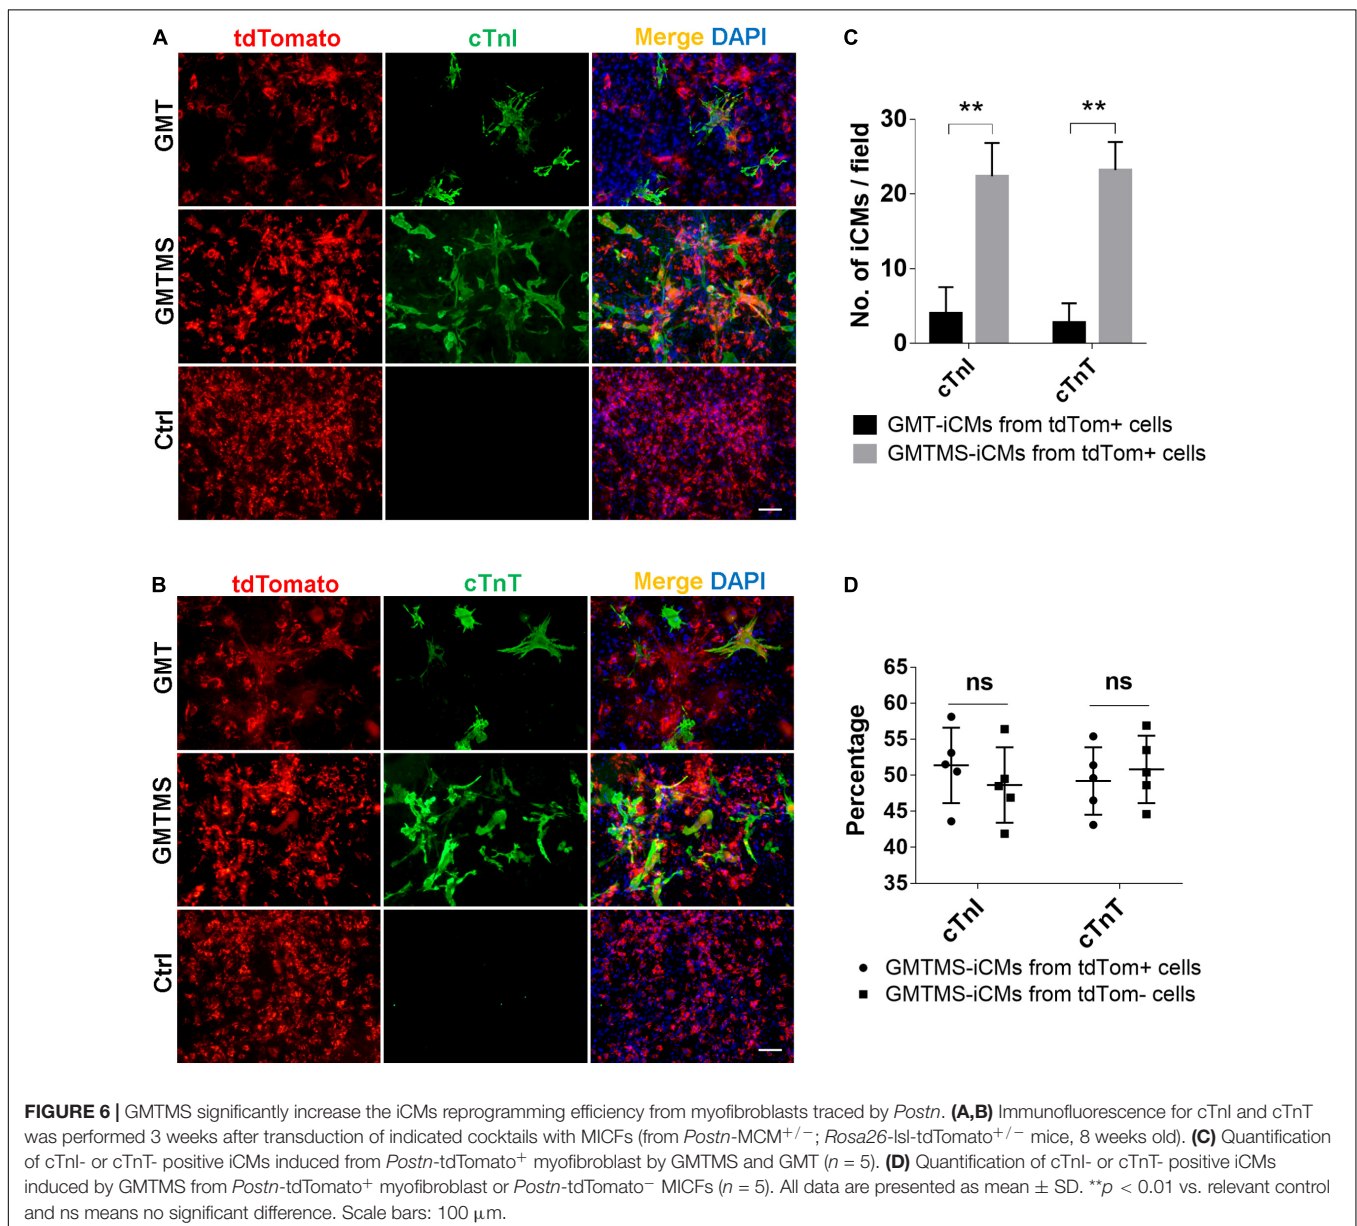 A
tdTomato
cTnI
Merge DAPI
GMT
GMTMS
Ctrl
C
No. of iCMs / field
30
20
10
0
**
**
cTnI
cTnT
GMT-iCMs from tdTom+ cells
GMTMS-iCMs from tdTom+ cells
B
tdTomato
cTnT
Merge DAPI
GMT
GMTMS
Ctrl
D
Percentage
65
60
55
50
45
40
35
ns
ns
cTnI
cTnT
GMTMS-iCMs from tdTom+ cells
GMTMS-iCMs from tdTom- cells
FIGURE 6 | GMTMS significantly increase the iCMs reprogramming efficiency from myofibroblasts traced by Postn. (A,B) Immunofluorescence for cTnI and cTnT
was performed 3 weeks after transduction of indicated cocktails with MICFs (from Postn-MCM+/−; Rosa26-lsl-tdTomato+/− mice, 8 weeks old). (C) Quantification
of cTnI- or cTnT- positive iCMs induced from Postn-tdTomato+ myofibroblast by GMTMS and GMT (n = 5). (D) Quantification of cTnI- or cTnT- positive iCMs
induced by GMTMS from Postn-tdTomato+ myofibroblast or Postn-tdTomato− MICFs (n = 5). All data are presented as mean ± SD. **p < 0.01 vs. relevant control
and ns means no significant difference. Scale bars: 100 μm.